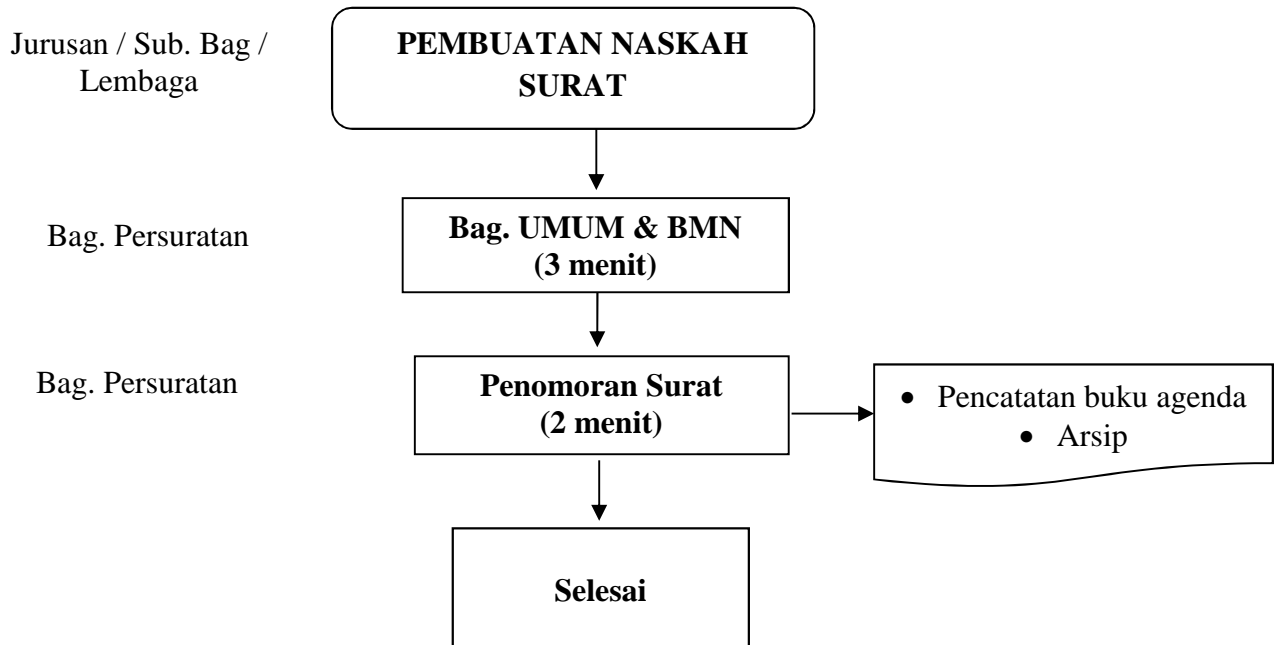 Jurusan / Sub. Bag /
Lembaga
PEMBUATAN NASKAH
SURAT
Bag. Persuratan
Bag. UMUM & BMN
(3 menit)
Bag. Persuratan
Penomoran Surat
(2 menit)
• Pencatatan buku agenda
• Arsip
Selesai